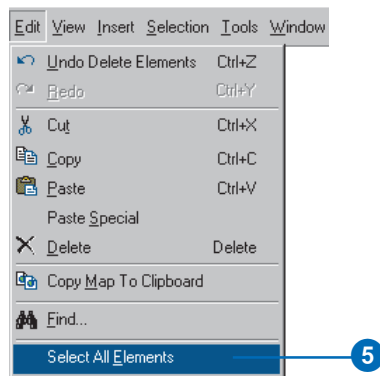 Edit View Insert Selection Tools Window
Undo Delete Elements Ctrl+Z
Redo Ctrl+Y
Cut Ctrl+X
Copy Ctrl+C
Paste Ctrl+V
Paste Special
Delete Delete
Copy Map To Clipboard
Find...
Select All Elements 5